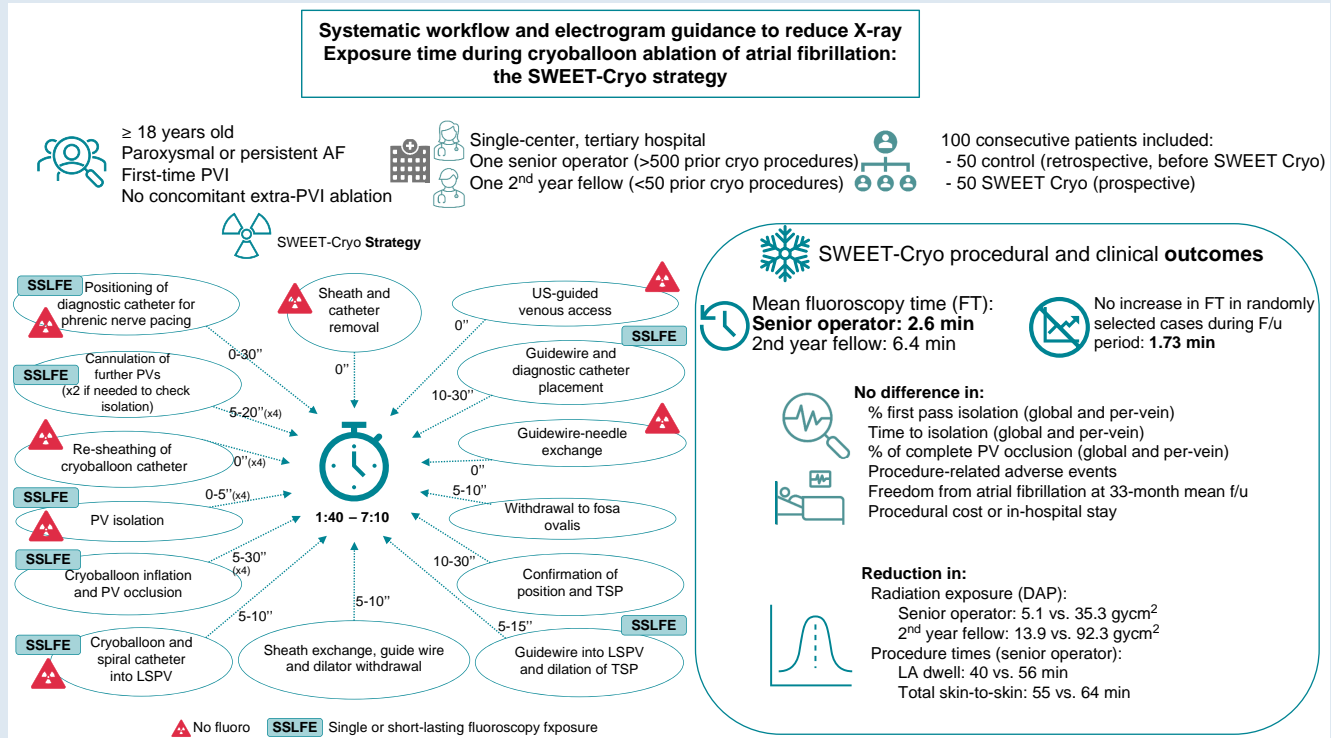 Systematic workflow and electrogram guidance to reduce X-ray
Exposure time during cryoballoon ablation of atrial fibrillation:
the SWEET-Cryo strategy
≥ 18 years old
Paroxysmal or persistent AF
First-time PVI
No concomitant extra-PVI ablation
Single-center, tertiary hospital
One senior operator (>500 prior cryo procedures)
One 2nd year fellow (<50 prior cryo procedures)
100 consecutive patients included:
- 50 control (retrospective, before SWEET Cryo)
- 50 SWEET Cryo (prospective)
SWEET-Cryo Strategy
US-guided
venous access
0''
SSLFE
Guidewire and
diagnostic catheter
placement
10-30''
Guidewire-needle
exchange
0''
Withdrawal to fosa
ovalis
5-10''
Confirmation of
position and TSP
10-30''
SSLFE
Guidewire into LSPV
and dilation of TSP
5-15''
Sheath exchange, guide wire
and dilator withdrawal
5-10''
SSLFE
Cryoballoon and
spiral catheter
into LSPV
5-10''
SSLFE
Cryoballoon inflation
and PV occlusion
5-30''
(x4)
SSLFE
PV isolation
0-5''(x4)
Re-sheathing of
cryoballoon catheter
0''(x4)
SSLFE
Cannulation of
further PVs
(x2 if needed to check
isolation)
5-20''(x4)
SSLFE
Positioning of
diagnostic catheter for
phrenic nerve pacing
0-30''
Sheath and
catheter
removal
0''
1:40 – 7:10
No fluoro
SSLFE
Single or short-lasting fluoroscopy fxposure
SWEET-Cryo procedural and clinical outcomes
Mean fluoroscopy time (FT):
Senior operator: 2.6 min
2nd year fellow: 6.4 min
No increase in FT in randomly
selected cases during F/u
period: 1.73 min
No difference in:
% first pass isolation (global and per-vein)
Time to isolation (global and per-vein)
% of complete PV occlusion (global and per-vein)
Procedure-related adverse events
Freedom from atrial fibrillation at 33-month mean f/u
Procedural cost or in-hospital stay
Reduction in:
Radiation exposure (DAP):
Senior operator: 5.1 vs. 35.3 gycm2
2nd year fellow: 13.9 vs. 92.3 gycm2
Procedure times (senior operator):
LA dwell: 40 vs. 56 min
Total skin-to-skin: 55 vs. 64 min